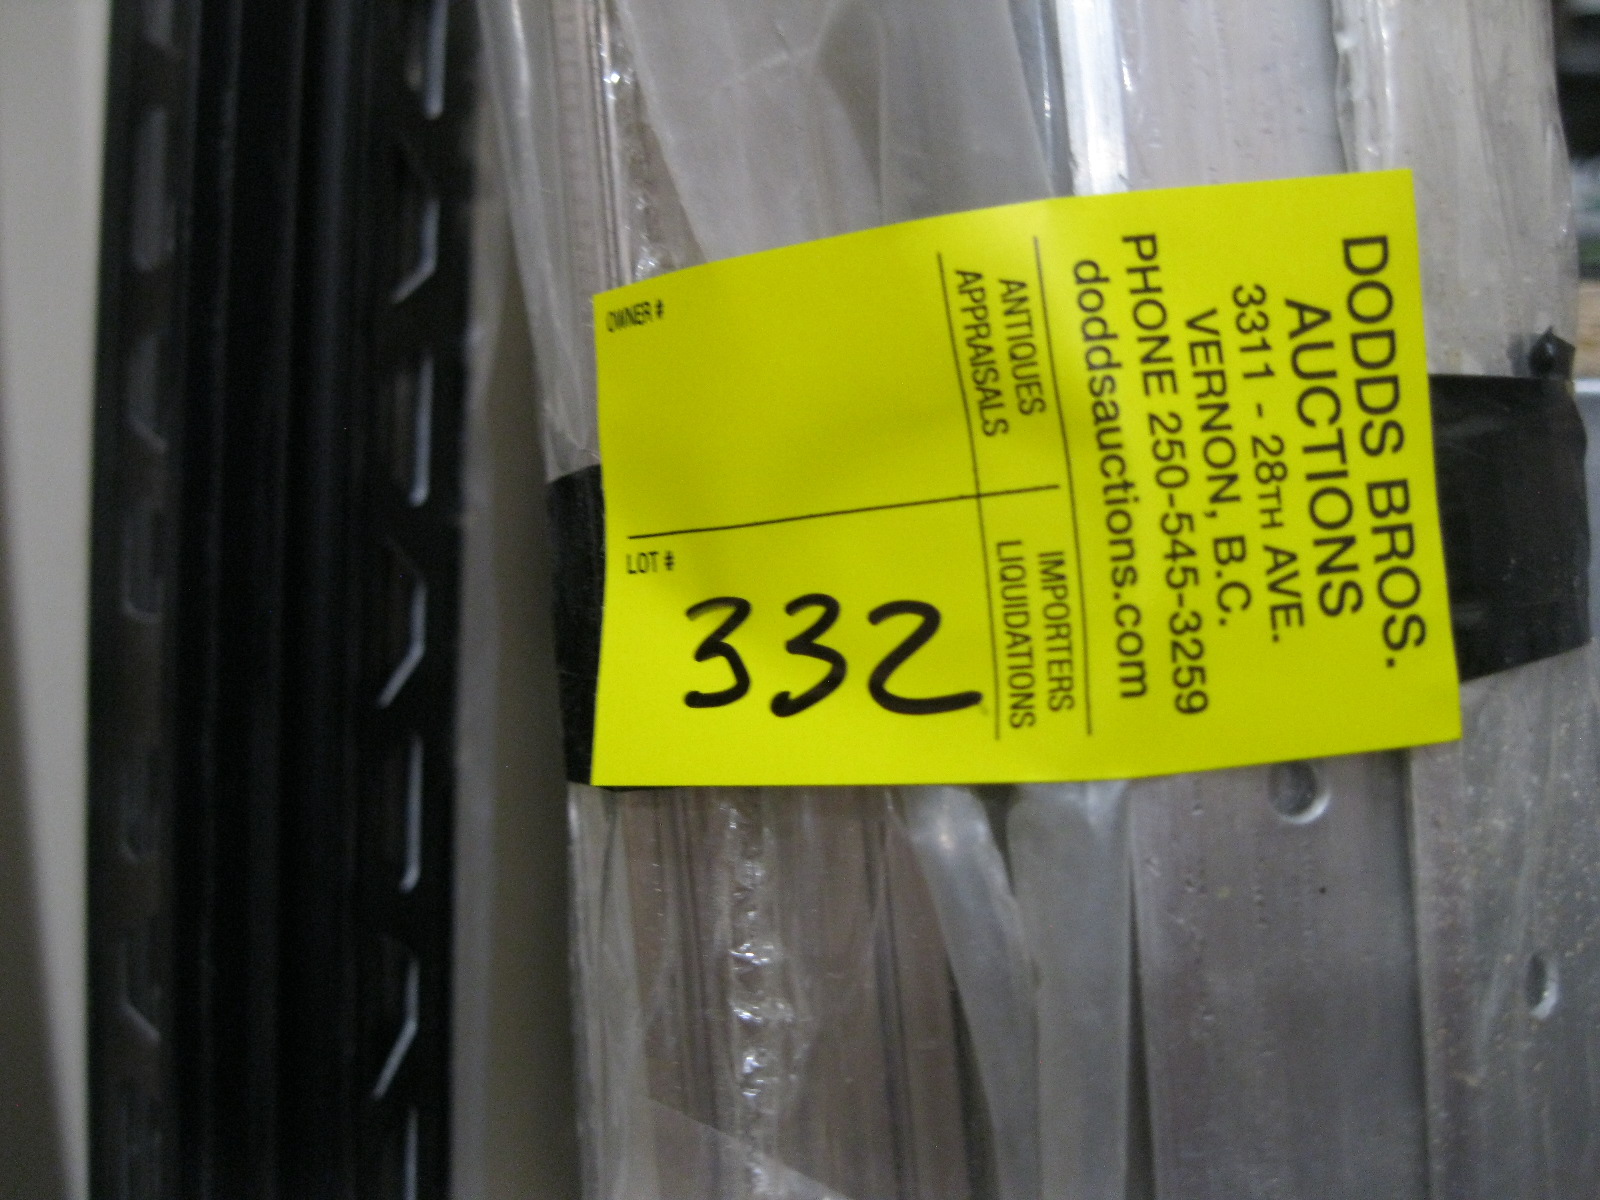 DODDS BROS.
AUCTIONS
3311 - 28TH AVE.
VERNON, B.C.
PHONE 250-545-3259
doddsauctions.com
ANTIQUES
APPRAISALS
IMPORTERS
LIQUIDATIONS
OWNER #
LOT #
332